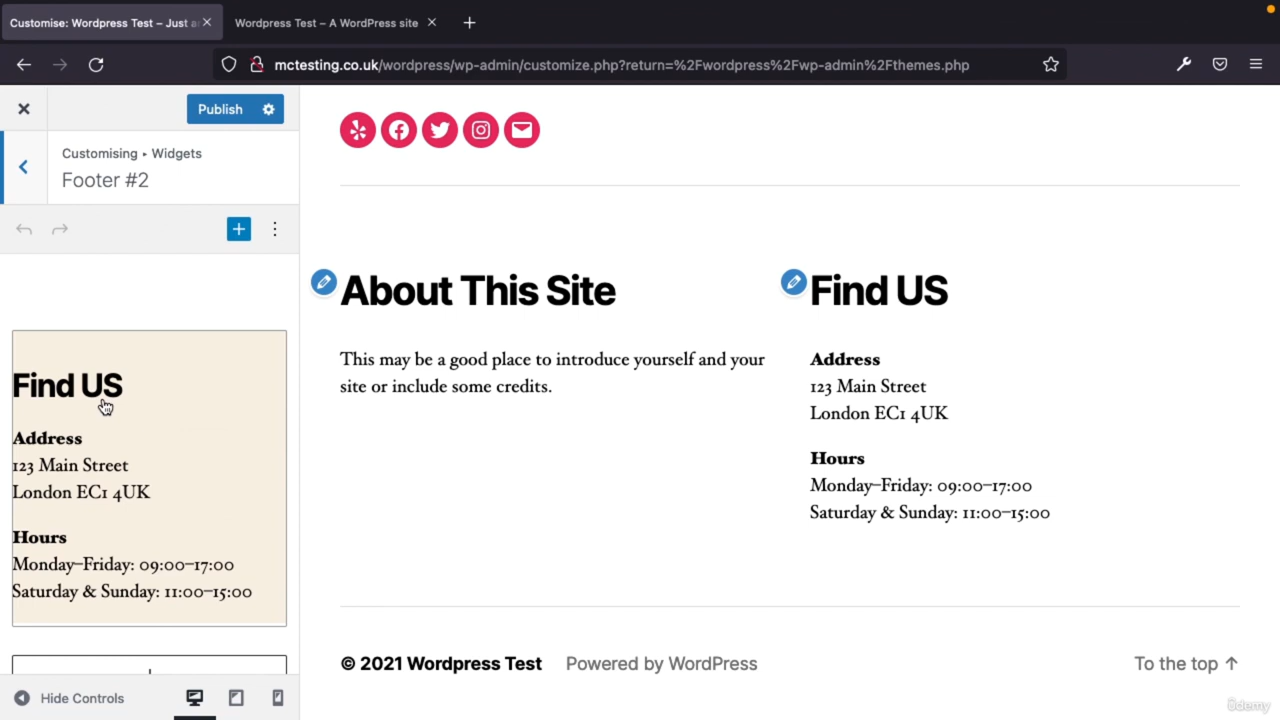 Customise: Wordpress Test – Just a
Wordpress Test – A WordPress site
mctesting.co.uk/wordpress/wp-admin/customize.php?return=%2Fwordpress%2Fwp-admin%2Fthemes.php
Publish
Customising ▸ Widgets
Footer #2
Find US
Address
123 Main Street
London EC1 4UK
Hours
Monday–Friday: 09:00–17:00
Saturday & Sunday: 11:00–15:00
Hide Controls
About This Site
This may be a good place to introduce yourself and your
site or include some credits.
Find US
Address
123 Main Street
London EC1 4UK
Hours
Monday–Friday: 09:00–17:00
Saturday & Sunday: 11:00–15:00
© 2021 Wordpress Test
Powered by WordPress
To the top ↑
ûdemy